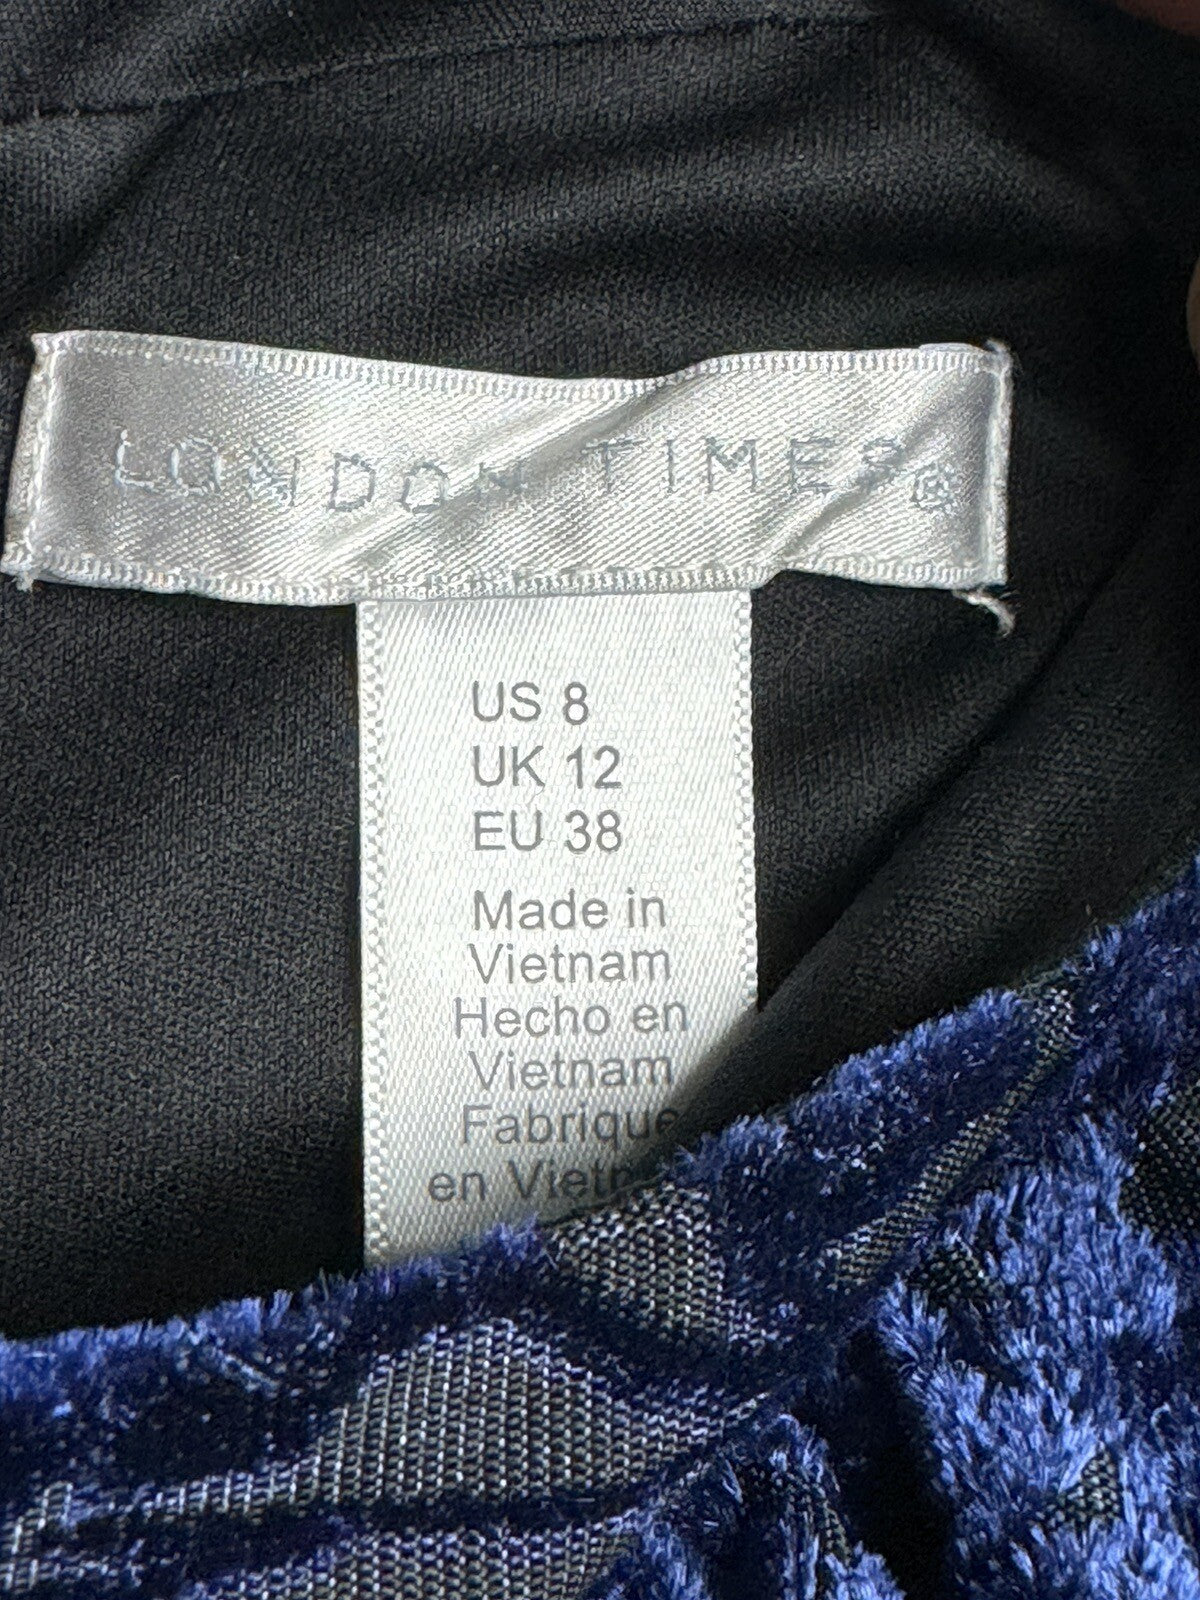 LONDON TIMES®
US 8
UK 12
EU 38
Made in
Vietnam
Hecho en
Vietnam
Fabrique
en